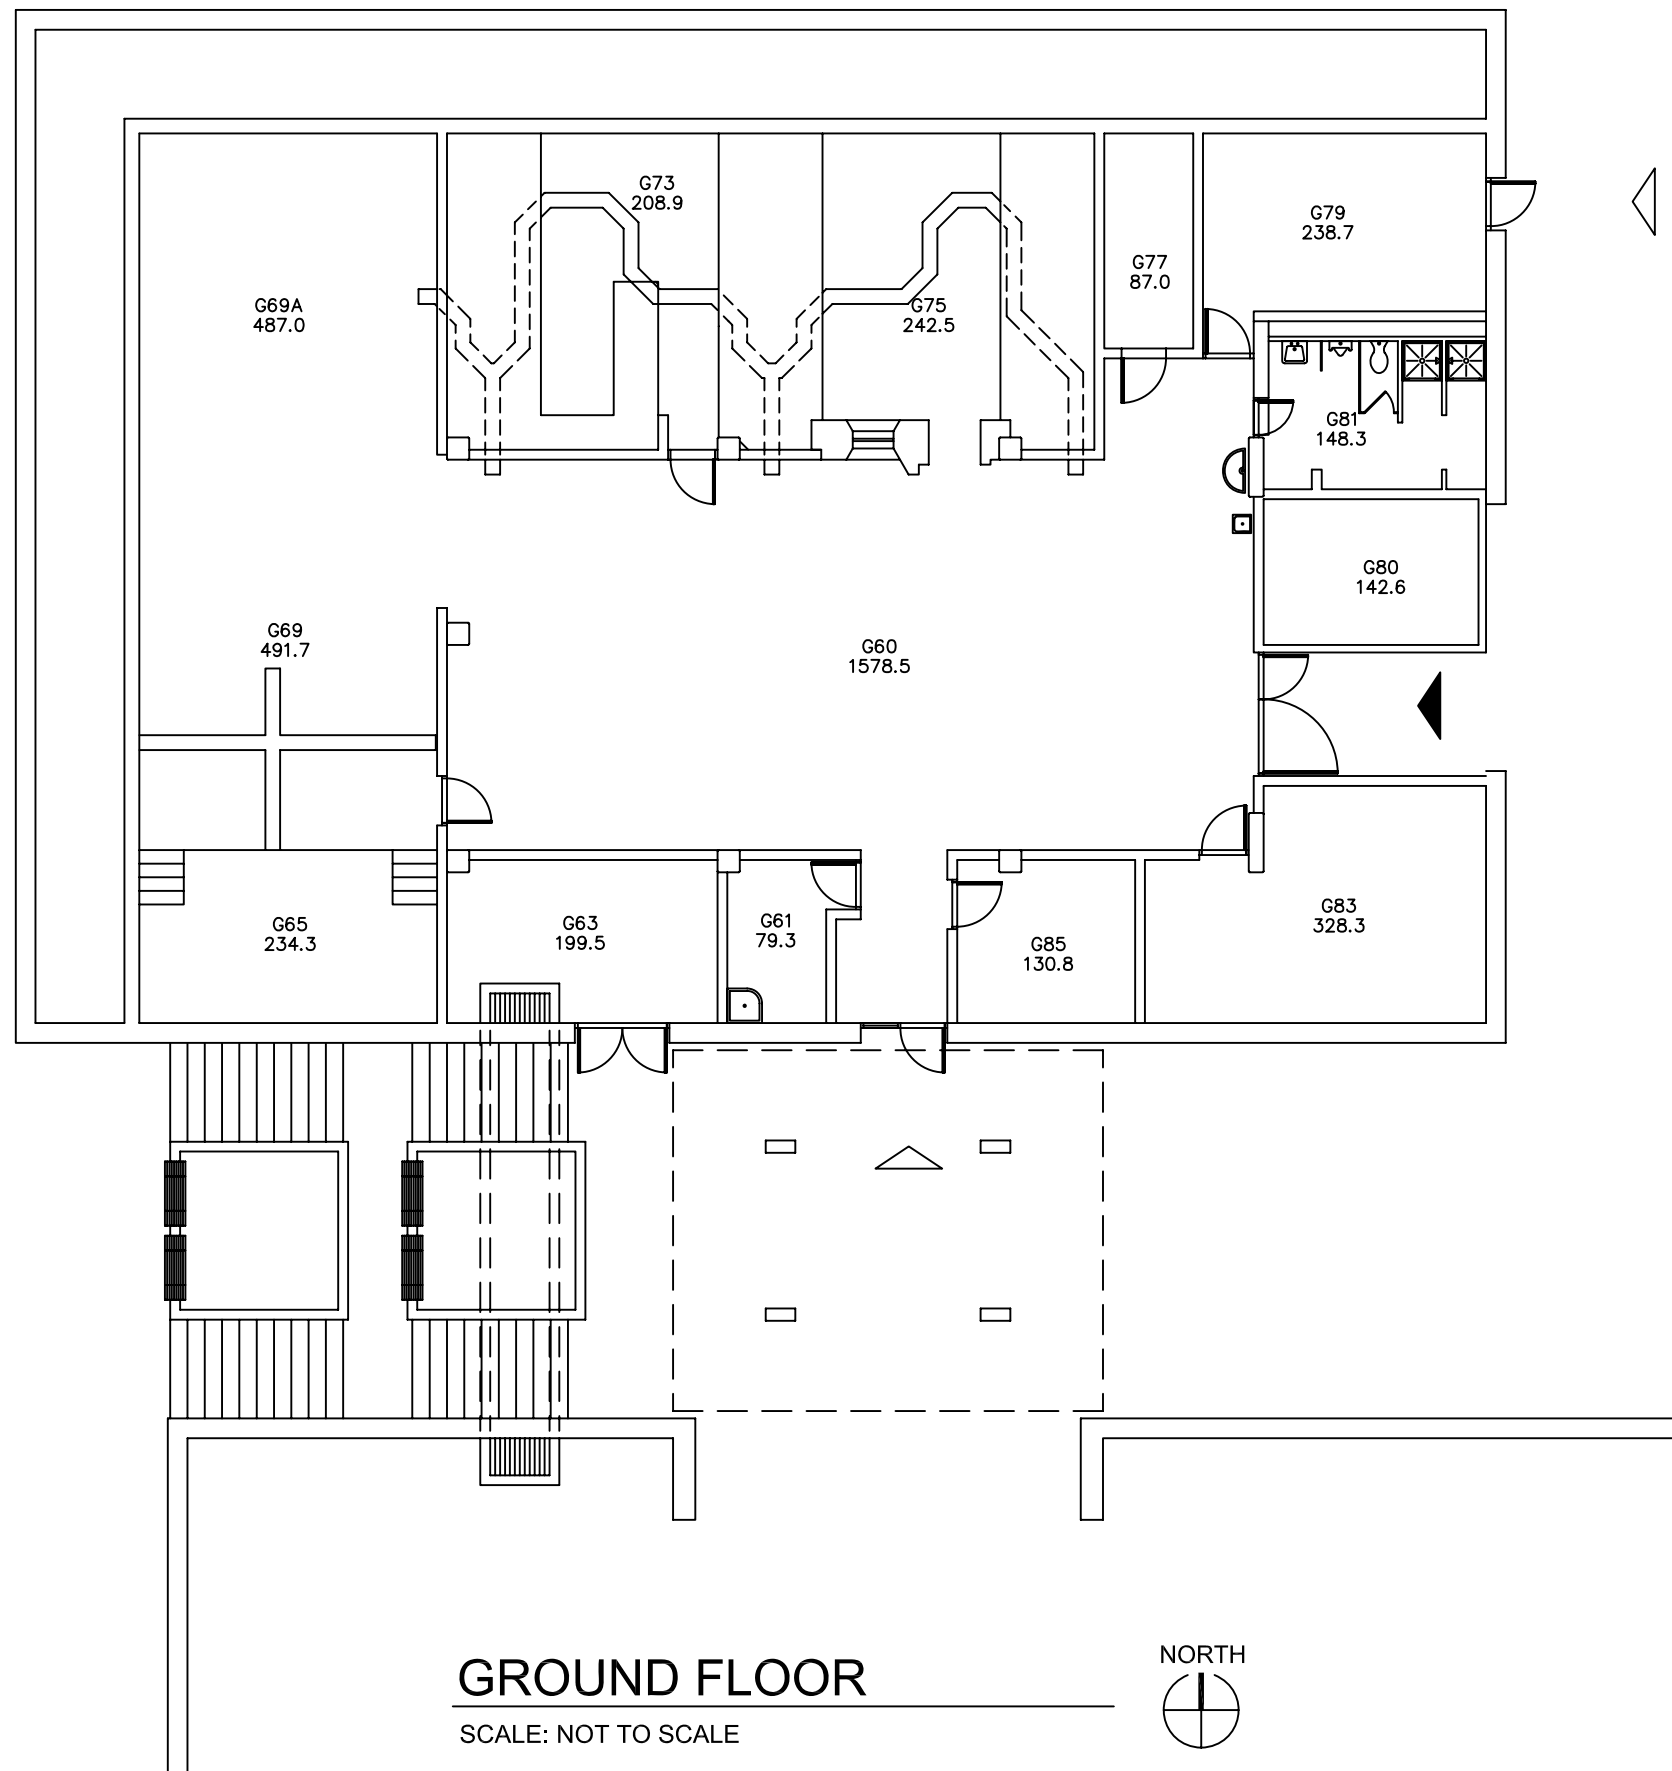 G73
208.9
G79
238.7
G77
87.0
G69A
487.0
G75
242.5
G81
148.3
G80
142.6
G69
491.7
G60
1578.5
G65
234.3
G63
199.5
G61
79.3
G85
130.8
G83
328.3
GROUND FLOOR
SCALE: NOT TO SCALE
NORTH